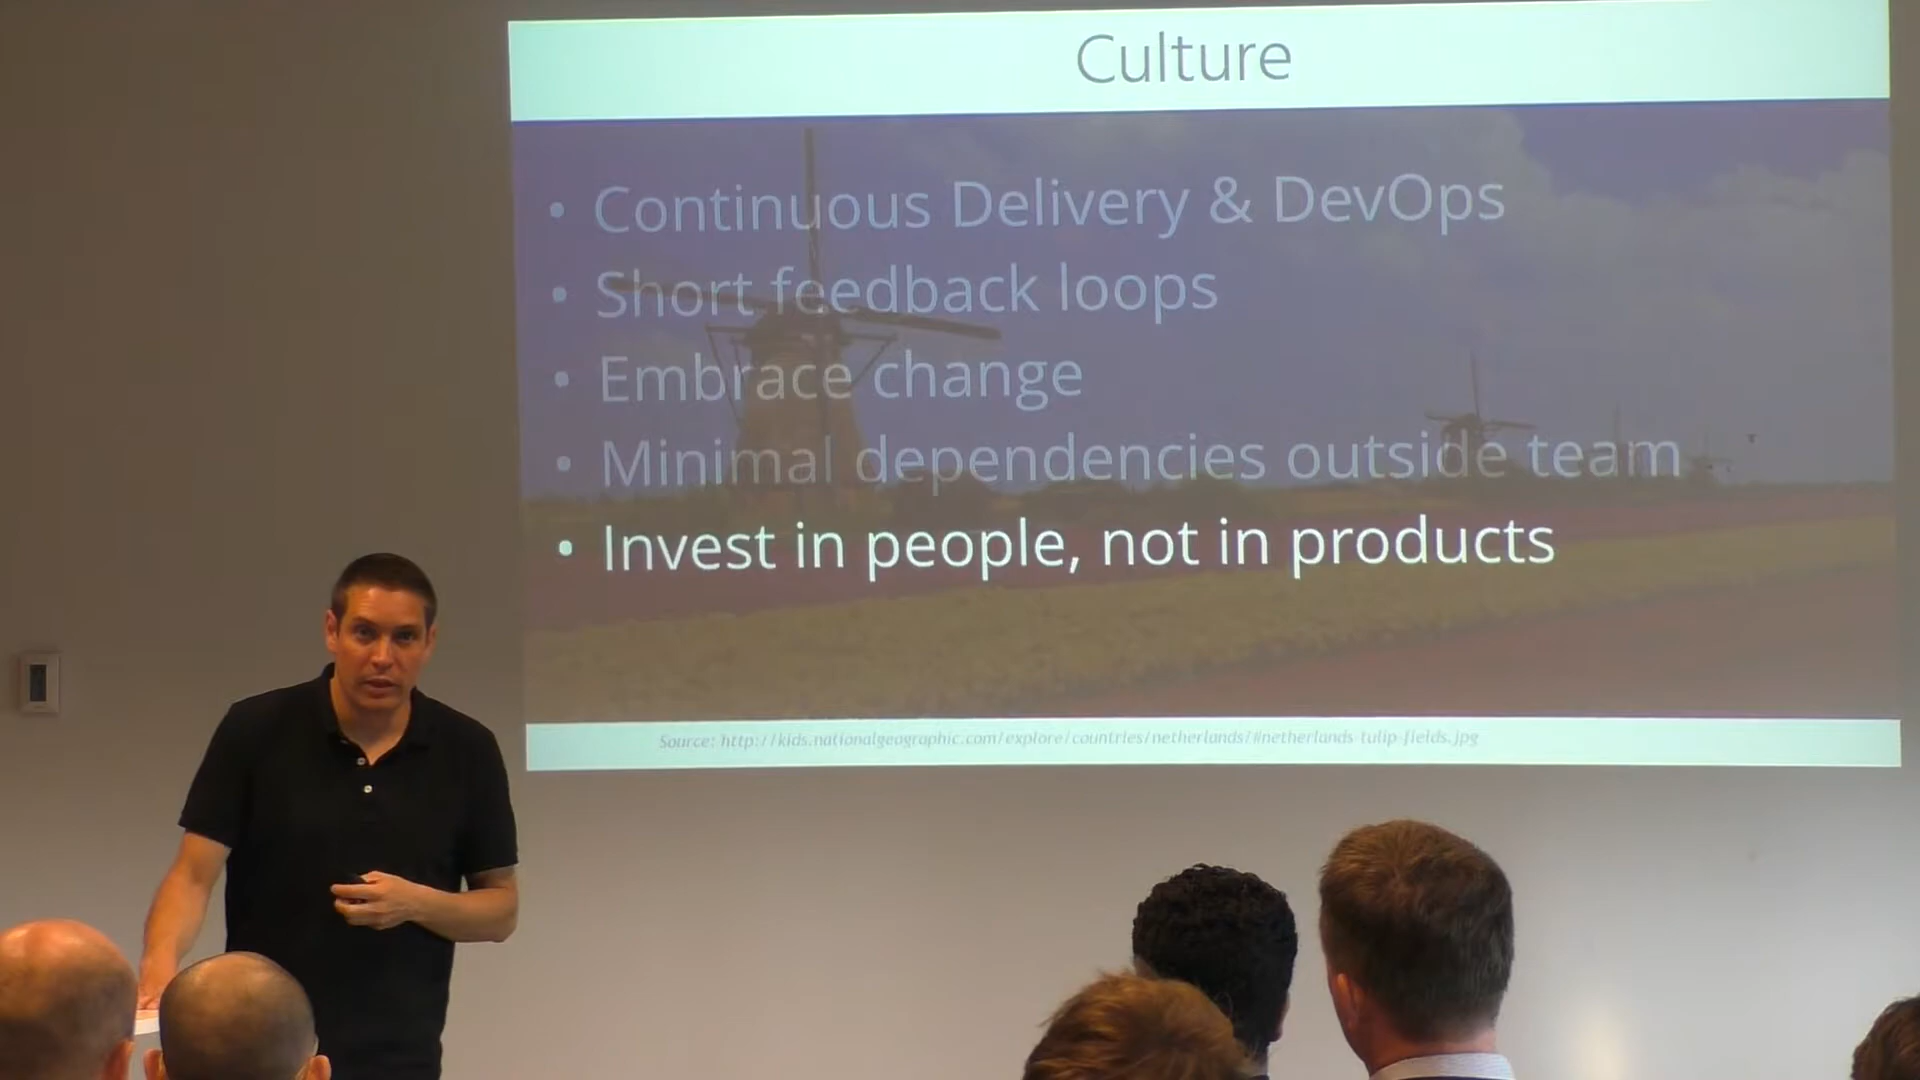 Culture
• Continuous Delivery & DevOps
• Short feedback loops
• Embrace change
• Minimal dependencies outside team
• Invest in people, not in products
Source: http://kids.nationalgeographic.com/explore/countries/netherlands/#netherlands-tulip-fields.jpg